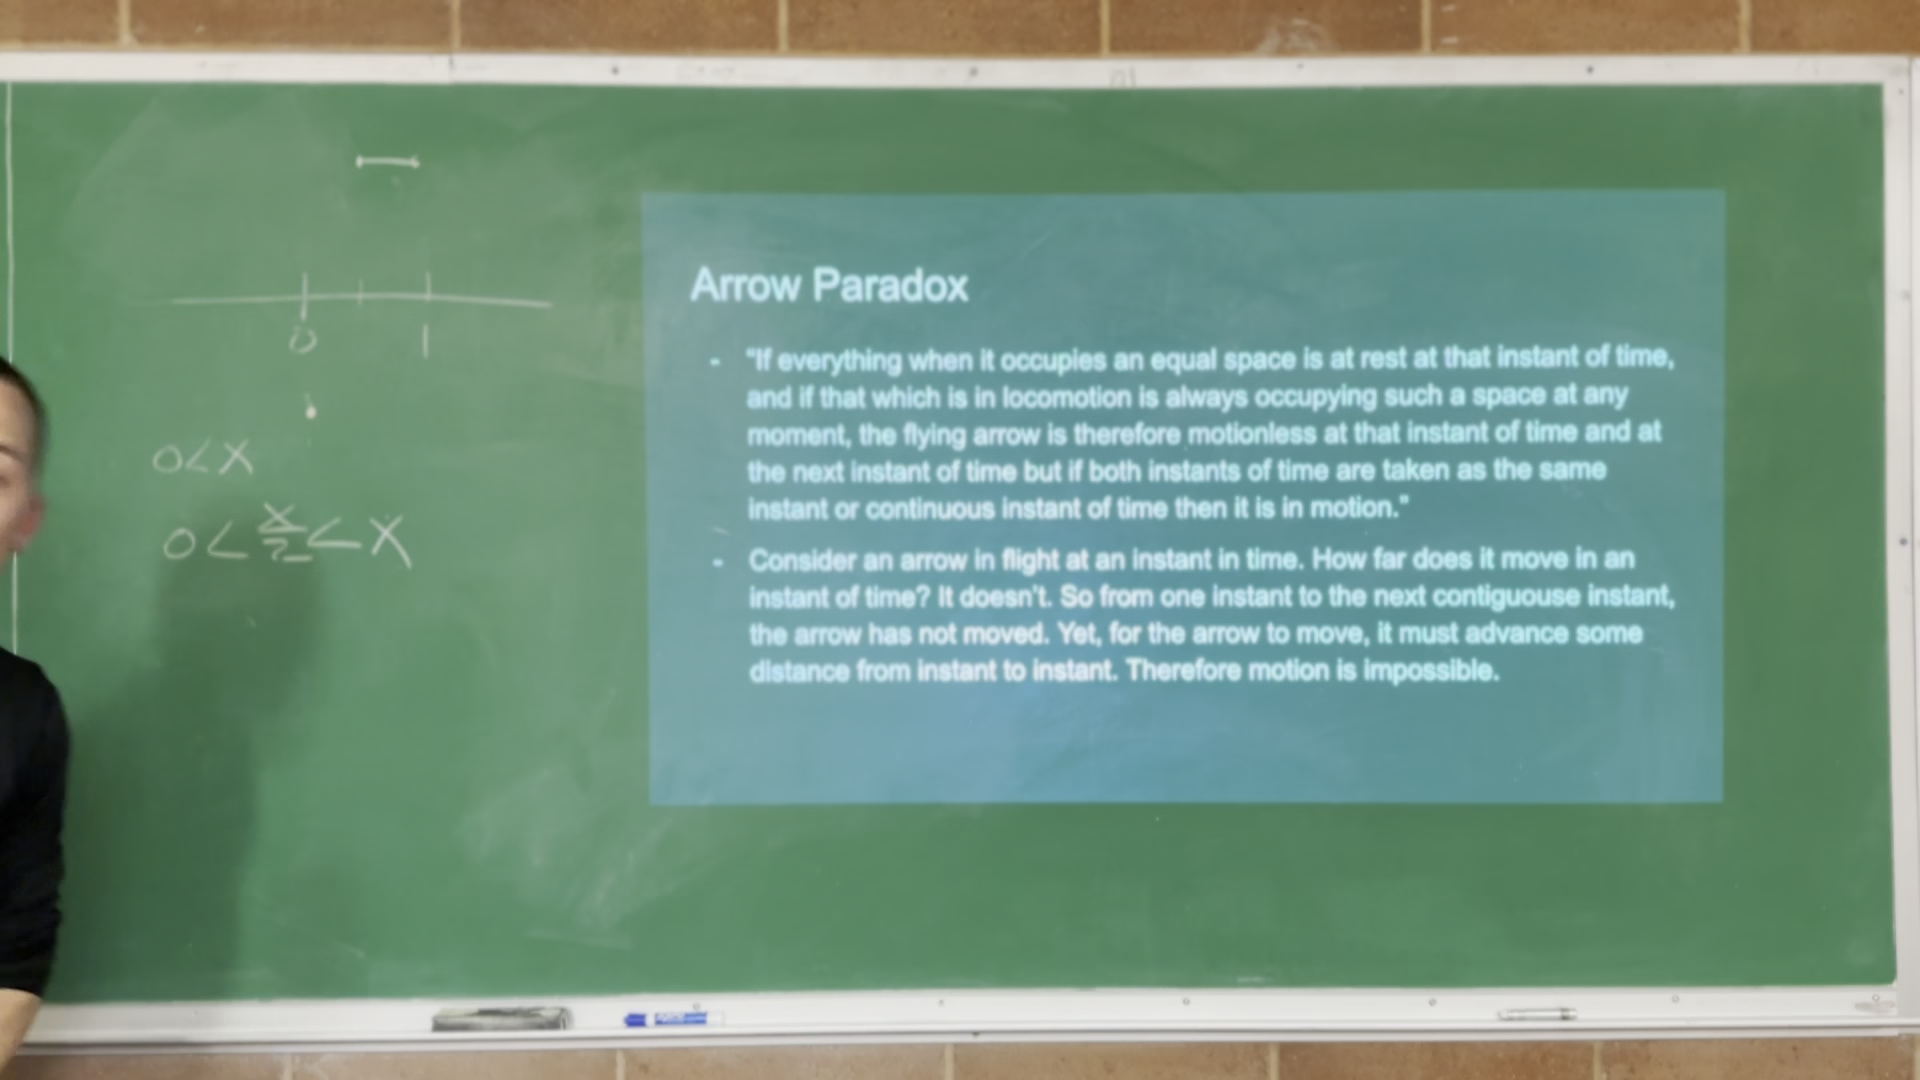 0 1
0<X
0<X/2<X
Arrow Paradox
- "If everything when it occupies an equal space is at rest at that instant of time,
and if that which is in locomotion is always occupying such a space at any
moment, the flying arrow is therefore motionless at that instant of time and at
the next instant of time but if both instants of time are taken as the same
instant or continuous instant of time then it is in motion."
- Consider an arrow in flight at an instant in time. How far does it move in an
instant of time? It doesn't. So from one instant to the next contiguouse instant,
the arrow has not moved. Yet, for the arrow to move, it must advance some
distance from instant to instant. Therefore motion is impossible.